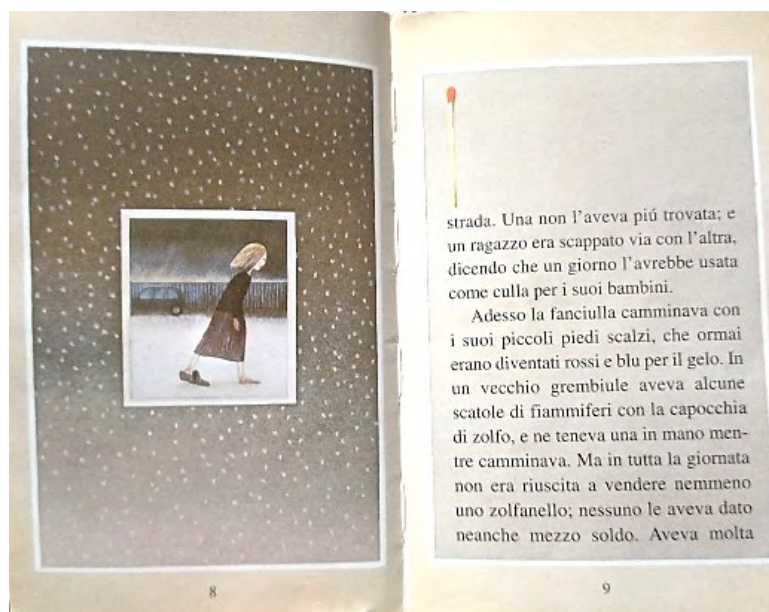 strada. Una non l'aveva piú trovata; e
un ragazzo era scappato via con l'altra,
dicendo che un giorno l'avrebbe usata
come culla per i suoi bambini.
Adesso la fanciulla camminava con
i suoi piccoli piedi scalzi, che ormai
erano diventati rossi e blu per il gelo. In
un vecchio grembiule aveva alcune
scatole di fiammiferi con la capocchia
di zolfo, e ne teneva una in mano men-
tre camminava. Ma in tutta la giornata
non era riuscita a vendere nemmeno
uno zolfanello; nessuno le aveva dato
neanche mezzo soldo. Aveva molta
8
9